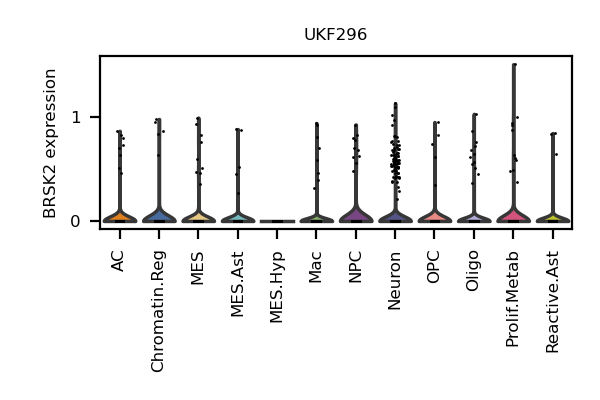 UKF296
BRSK2 expression
1
0
AC
Chromatin.Reg
MES
MES.Ast
MES.Hyp
Mac
NPC
Neuron
OPC
Oligo
Prolif.Metab
Reactive.Ast